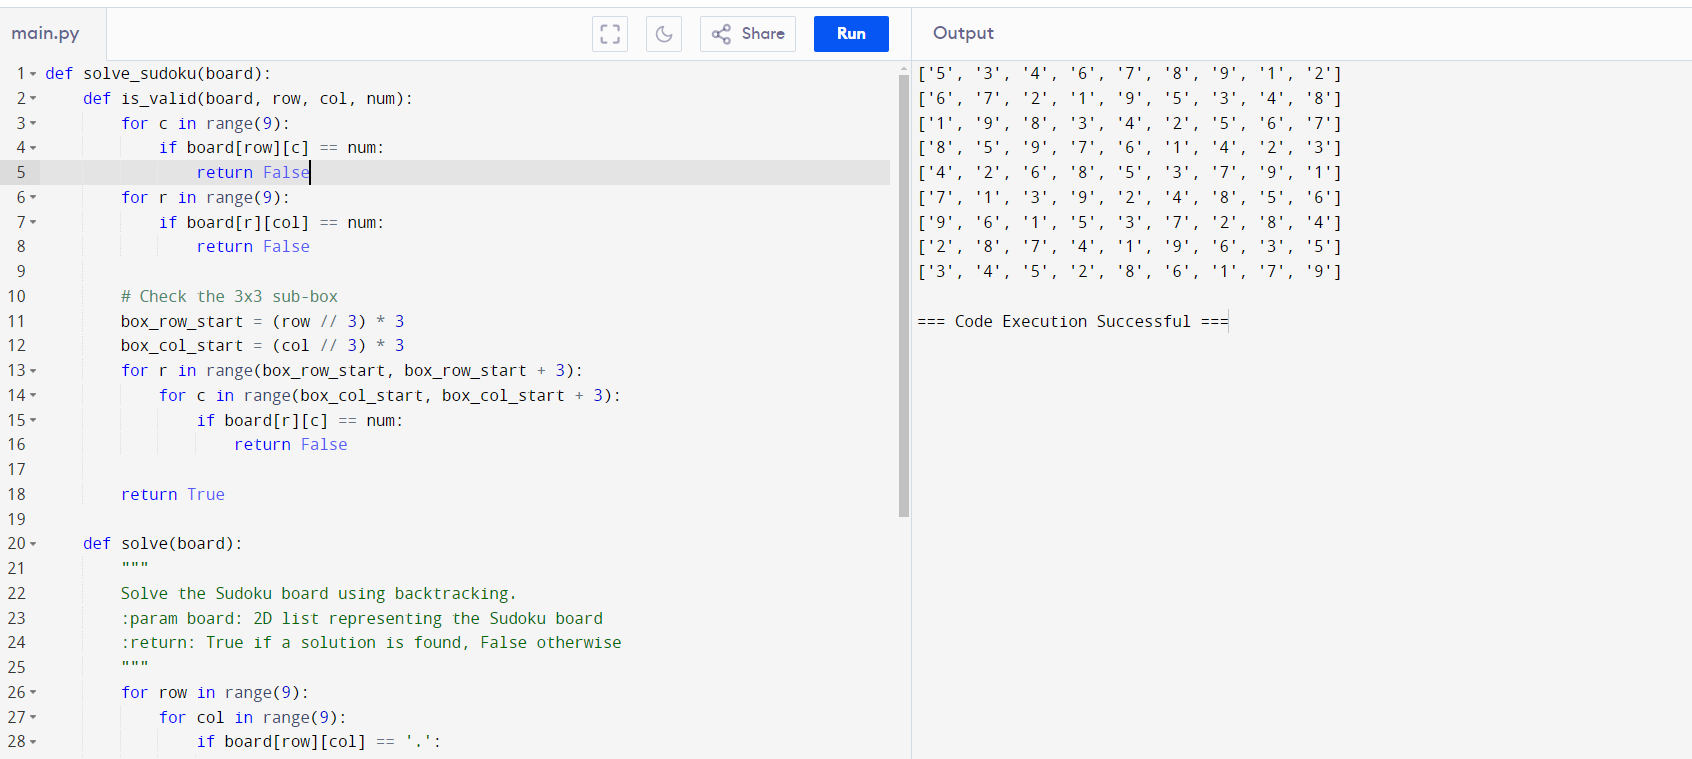 main.py
Share
Run
Output
1 def solve_sudoku(board):
2     def is_valid(board, row, col, num):
3         for c in range(9):
4             if board[row][c] == num:
5                 return False
6         for r in range(9):
7             if board[r][col] == num:
8                 return False
9
10         # Check the 3x3 sub-box
11         box_row_start = (row // 3) * 3
12         box_col_start = (col // 3) * 3
13         for r in range(box_row_start, box_row_start + 3):
14             for c in range(box_col_start, box_col_start + 3):
15                 if board[r][c] == num:
16                     return False
17
18         return True
19
20     def solve(board):
21         """
22         Solve the Sudoku board using backtracking.
23         :param board: 2D list representing the Sudoku board
24         :return: True if a solution is found, False otherwise
25         """
26         for row in range(9):
27             for col in range(9):
28                 if board[row][col] == '.':
['5', '3', '4', '6', '7', '8', '9', '1', '2']
['6', '7', '2', '1', '9', '5', '3', '4', '8']
['1', '9', '8', '3', '4', '2', '5', '6', '7']
['8', '5', '9', '7', '6', '1', '4', '2', '3']
['4', '2', '6', '8', '5', '3', '7', '9', '1']
['7', '1', '3', '9', '2', '4', '8', '5', '6']
['9', '6', '1', '5', '3', '7', '2', '8', '4']
['2', '8', '7', '4', '1', '9', '6', '3', '5']
['3', '4', '5', '2', '8', '6', '1', '7', '9']
=== Code Execution Successful ===